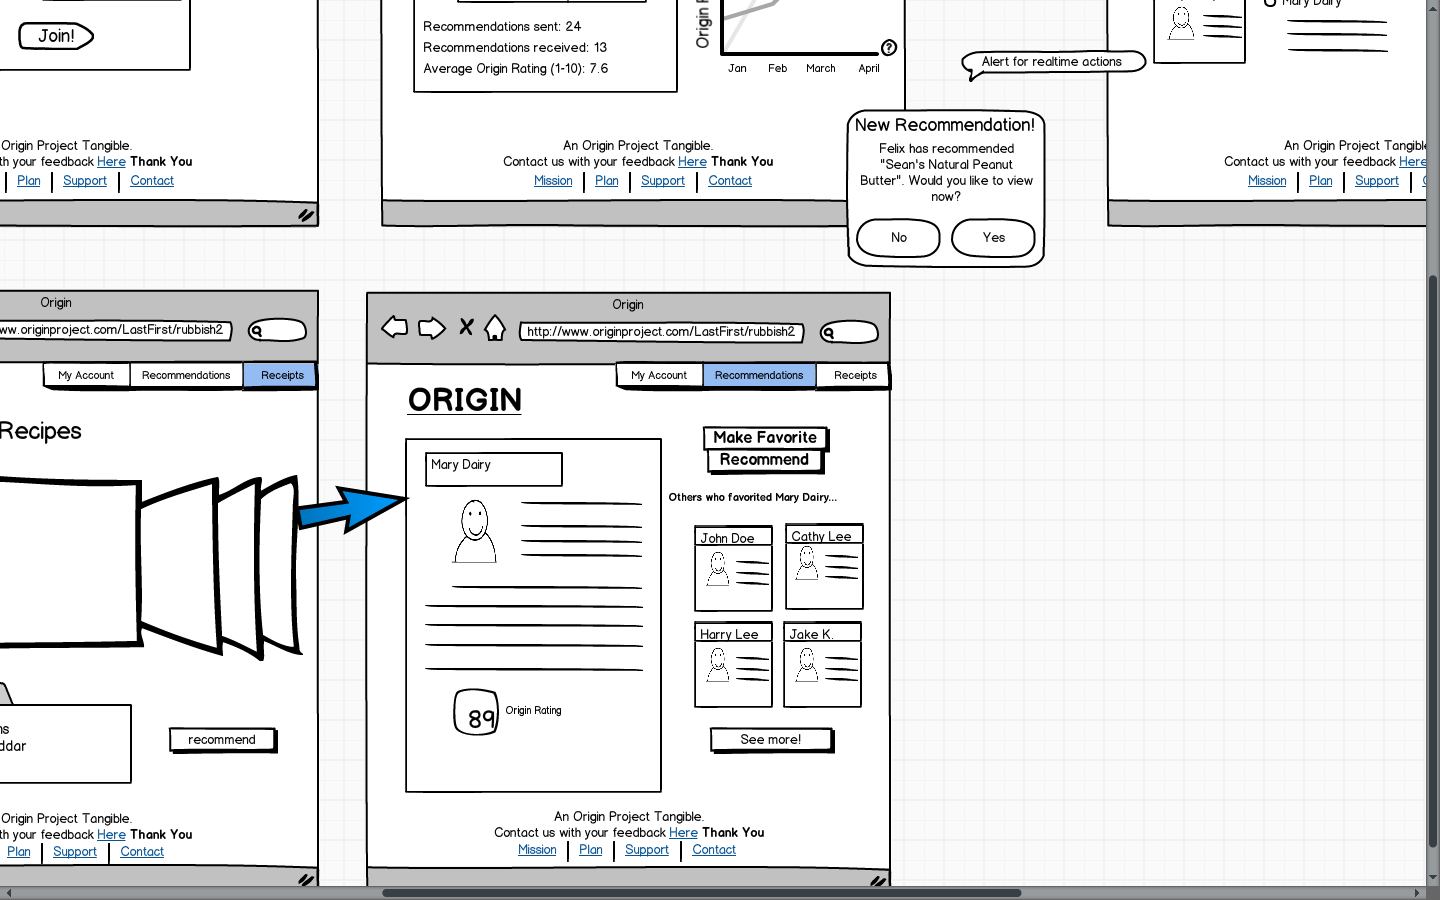 Join!
Origin Project Tangible.
th your feedback Here Thank You
Plan
Support
Contact
Recommendations sent: 24
Recommendations received: 13
Average Origin Rating (1-10): 7.6
Jan
Feb
March
April
?
An Origin Project Tangible.
Contact us with your feedback Here Thank You
Mission
Plan
Support
Contact
Alert for realtime actions
New Recommendation!
Felix has recommended
"Sean's Natural Peanut
Butter". Would you like to view
now?
No
Yes
Mary Dairy
An Origin Tangible
Contact us with your feedback Here
Mission
Plan
Support
Origin
ww.originproject.com/LastFirst/rubbish2
My Account
Recommendations
Receipts
Recipes
ddar
recommend
Origin Project Tangible.
th your feedback Here Thank You
Plan
Support
Contact
Origin
http://www.originproject.com/LastFirst/rubbish2
My Account
Recommendations
Receipts
ORIGIN
Mary Dairy
89
Origin Rating
Make Favorite
Recommend
Others who favorited Mary Dairy...
John Doe
Cathy Lee
Harry Lee
Jake K.
See more!
An Origin Project Tangible.
Contact us with your feedback Here Thank You
Mission
Plan
Support
Contact